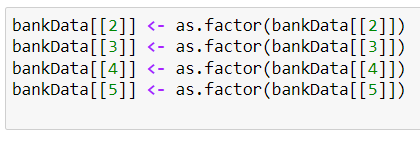 bankData[[2]] <- as.factor(bankData[[2]])
bankData[[3]] <- as.factor(bankData[[3]])
bankData[[4]] <- as.factor(bankData[[4]])
bankData[[5]] <- as.factor(bankData[[5]])